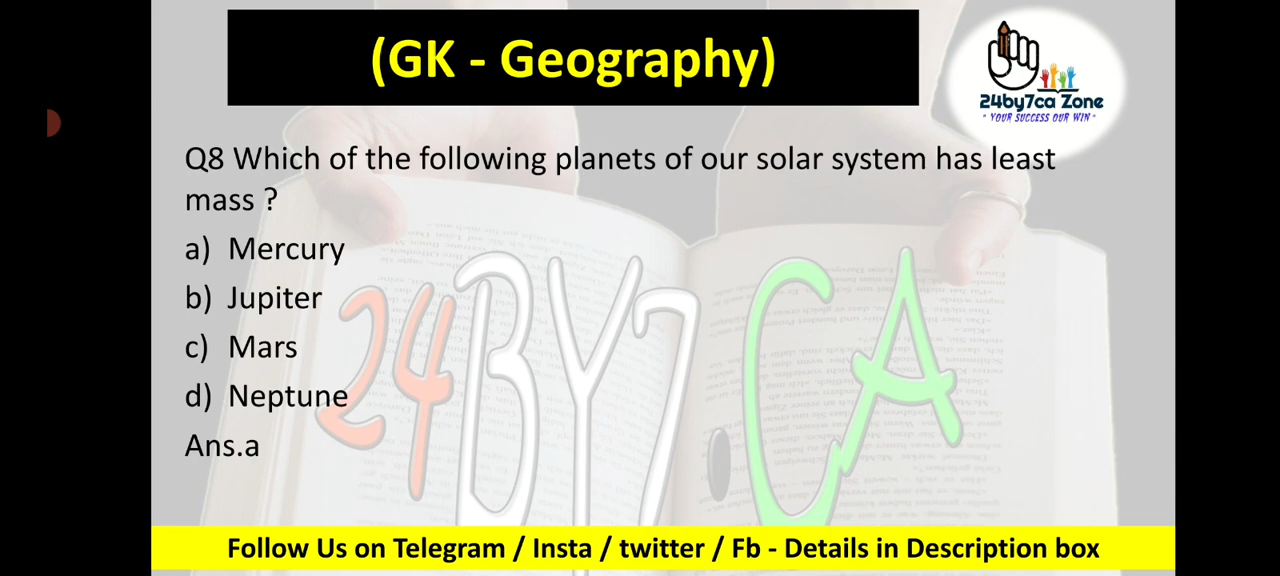 (GK - Geography)
24by7ca Zone
" YOUR SUCCESS OUR WIN "
Q8 Which of the following planets of our solar system has least
mass ?
a) Mercury
b) Jupiter
c) Mars
d) Neptune
Ans.a
24BY7.CA
Follow Us on Telegram / Insta / twitter / Fb - Details in Description box